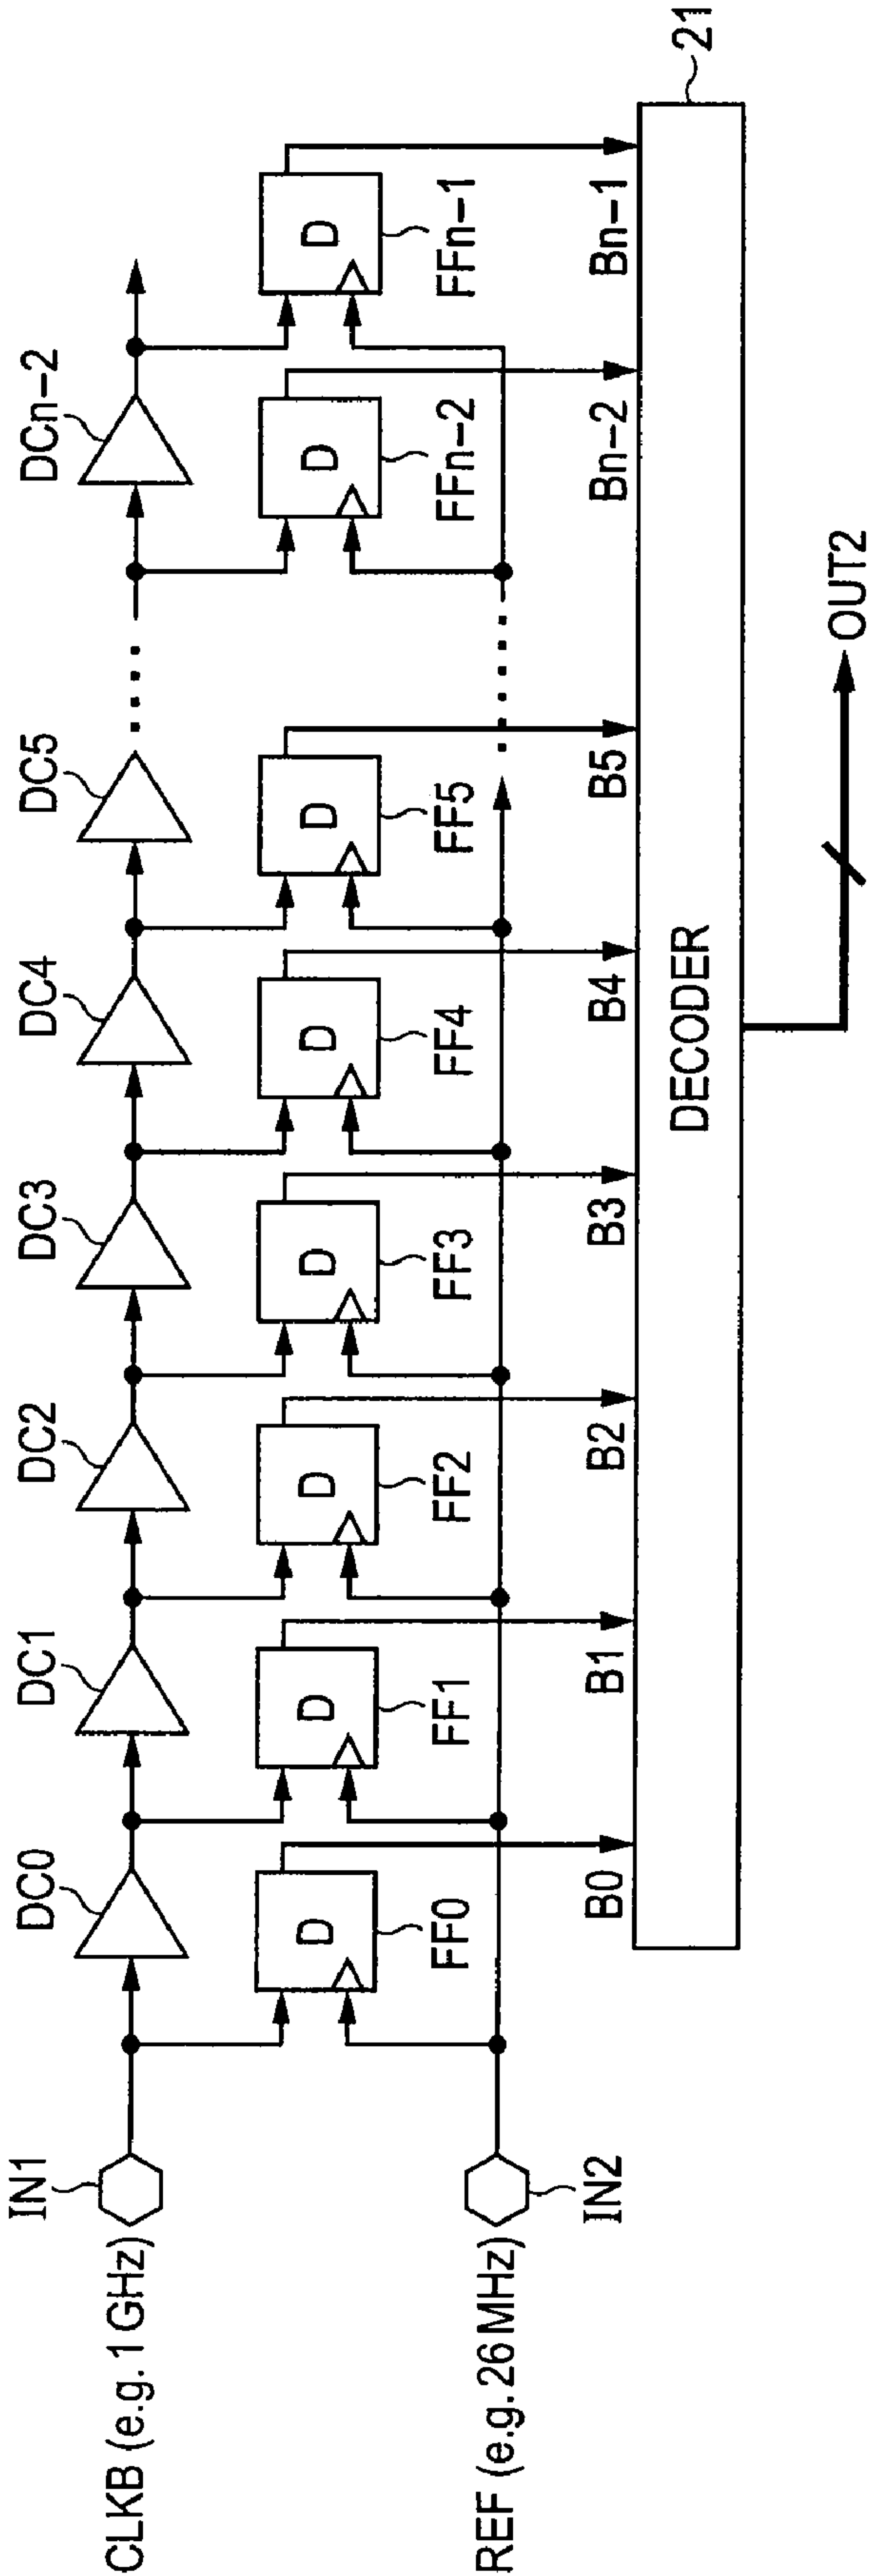 CLKB (e.g. 1 GHz)
IN1
DC0
DC1
DC2
DC3
DC4
DC5
DCn-2
D
D
D
D
D
D
D
D
FF0
FF1
FF2
FF3
FF4
FF5
FFn-2
FFn-1
REF (e.g. 26 MHz)
IN2
B0
B1
B2
B3
B4
B5
Bn-2
Bn-1
DECODER
21
OUT2